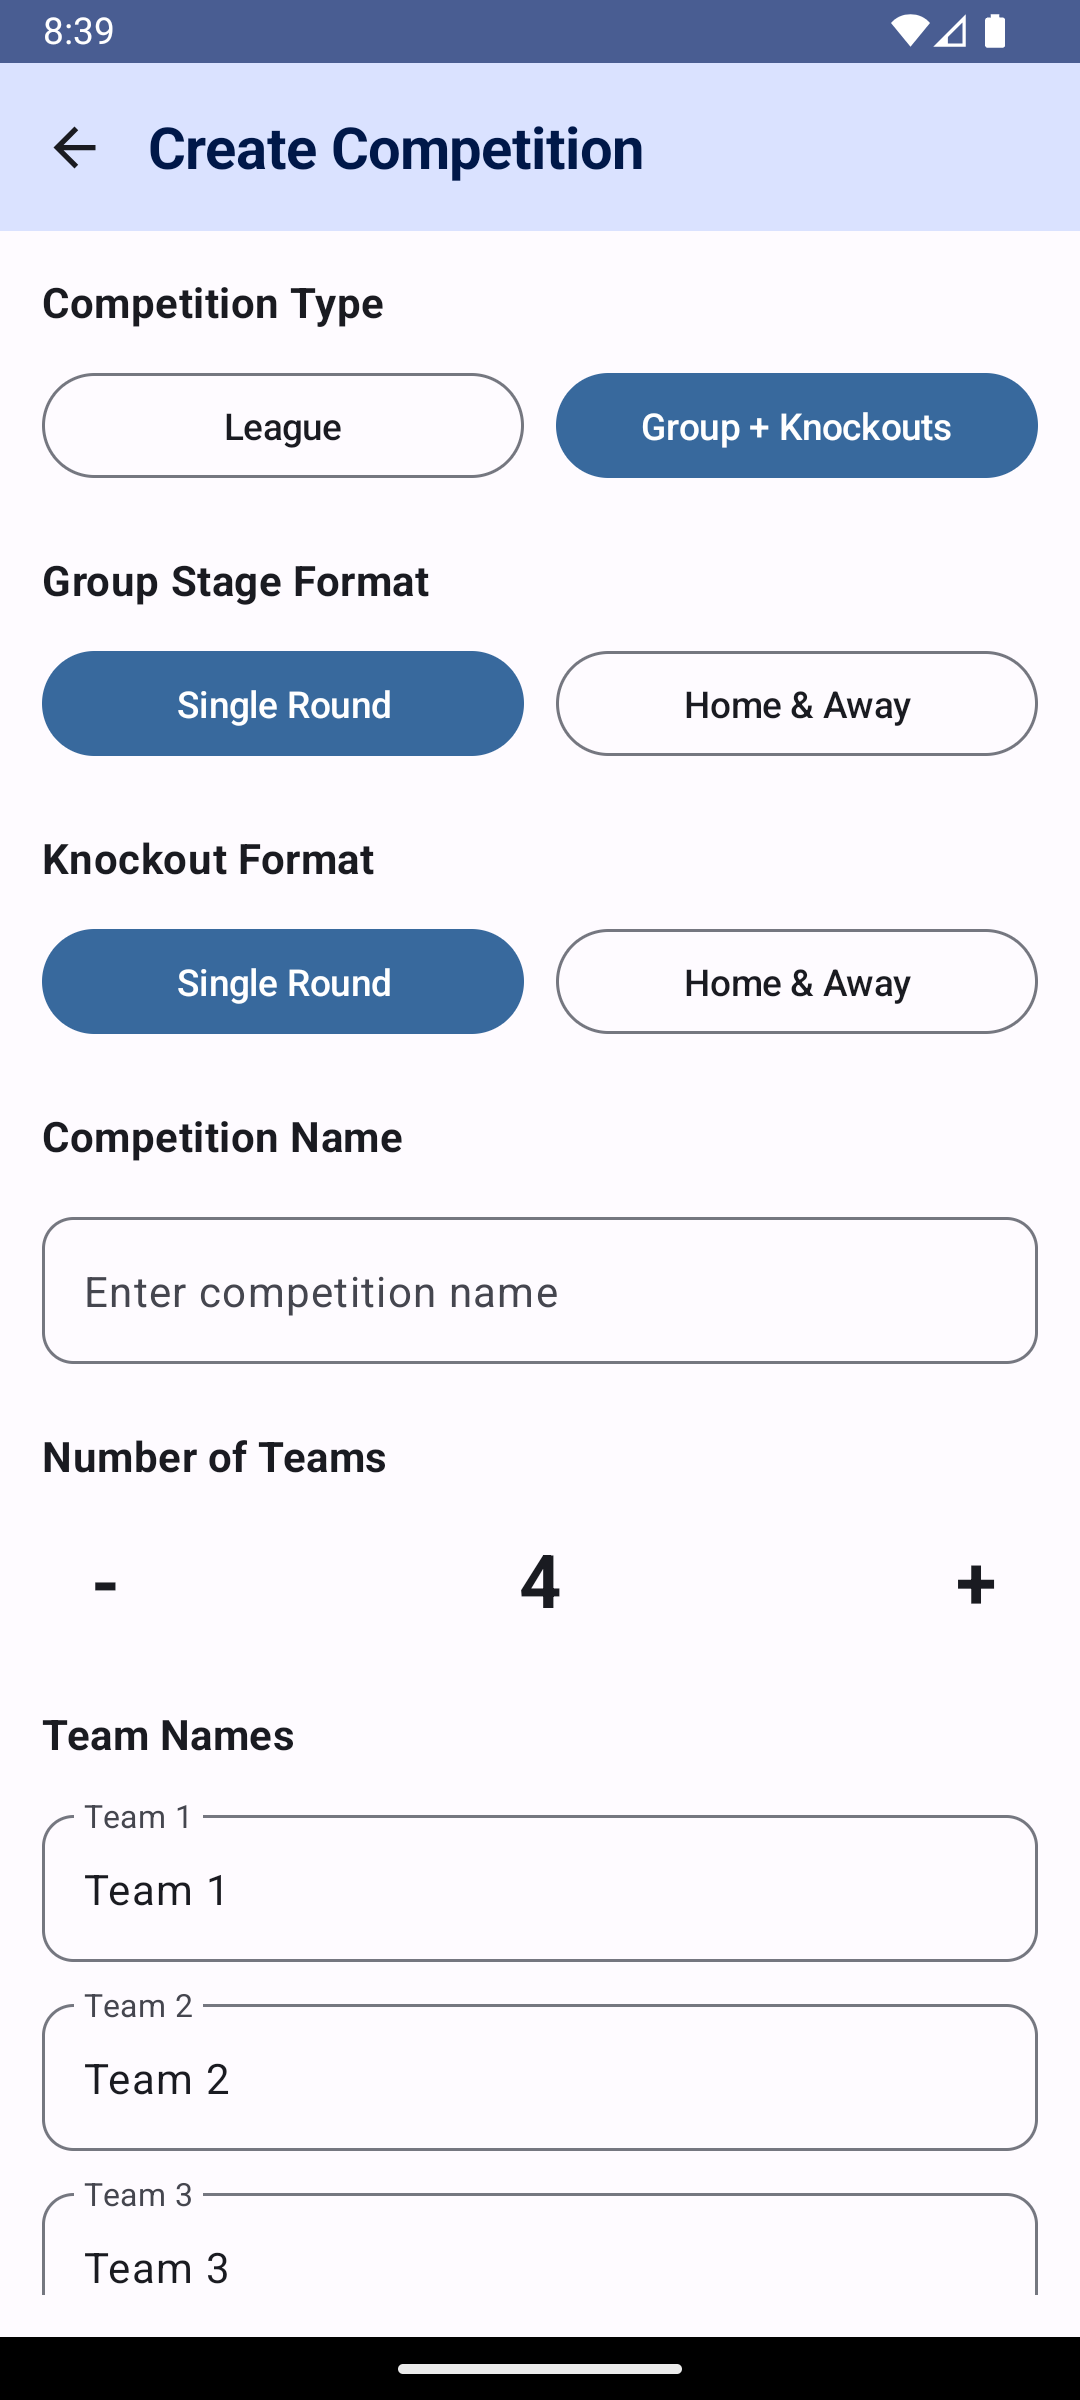 8:39
Create Competition
Competition Type
League
Group + Knockouts
Group Stage Format
Single Round
Home & Away
Knockout Format
Single Round
Home & Away
Competition Name
Enter competition name
Number of Teams
- 4 +
Team Names
Team 1
Team 1
Team 2
Team 2
Team 3
Team 3